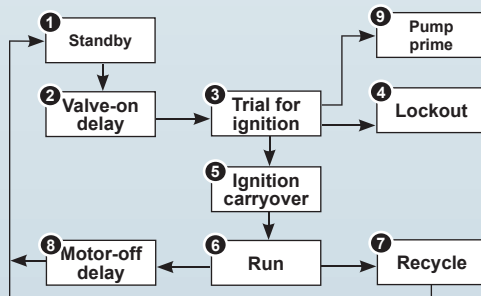 1
Standby
9
Pump
prime
2
Valve-on
delay
3
Trial for
ignition
4
Lockout
5
Ignition
carryover
8
Motor-off
delay
6
Run
7
Recycle